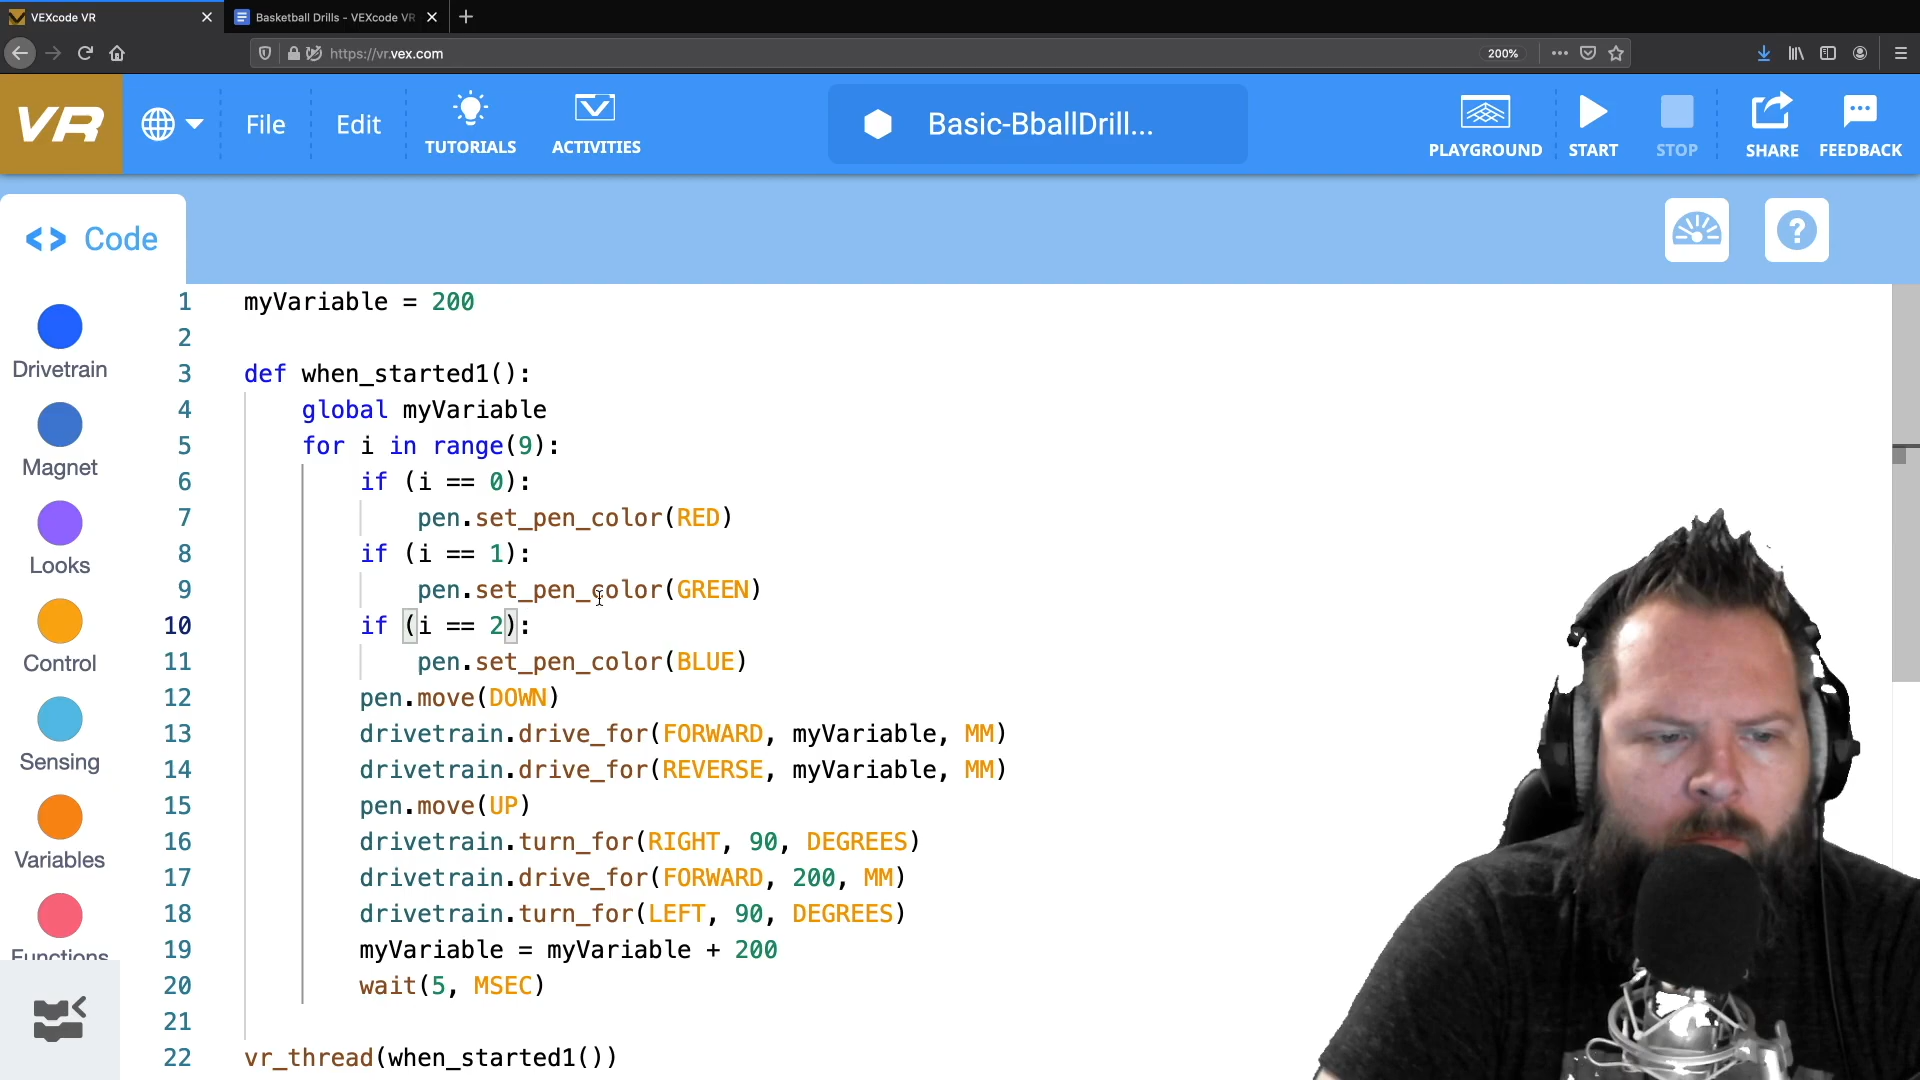 VEXcode VR
Basketball Drills - VEXcode VR
https://vr.vex.com
200%
VR
File
Edit
TUTORIALS
ACTIVITIES
Basic-BballDrill...
PLAYGROUND
START
STOP
SHARE
FEEDBACK
<> Code
?
Drivetrain
Magnet
Looks
Control
Sensing
Variables
Functions
1 myVariable = 200
2
3 def when_started1():
4 global myVariable
5 for i in range(9):
6 if (i == 0):
7 pen.set_pen_color(RED)
8 if (i == 1):
9 pen.set_pen_color(GREEN)
10 if (i == 2):
11 pen.set_pen_color(BLUE)
12 pen.move(DOWN)
13 drivetrain.drive_for(FORWARD, myVariable, MM)
14 drivetrain.drive_for(REVERSE, myVariable, MM)
15 pen.move(UP)
16 drivetrain.turn_for(RIGHT, 90, DEGREES)
17 drivetrain.drive_for(FORWARD, 200, MM)
18 drivetrain.turn_for(LEFT, 90, DEGREES)
19 myVariable = myVariable + 200
20 wait(5, MSEC)
21
22 vr_thread(when_started1())